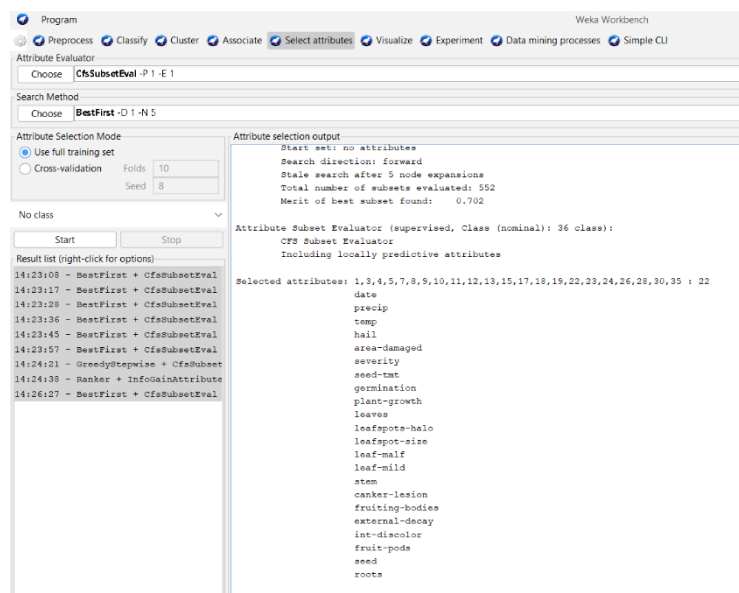 Program Weka Workbench
Preprocess Classify Cluster Associate Select attributes Visualize Experiment Data mining processes Simple CLI
Attribute Evaluator
Choose CfsSubsetEval -P 1 -E 1
Search Method
Choose BestFirst -D 1 -N 5
Attribute Selection Mode
Use full training set
Cross-validation Folds 10
Seed 8
No class
Start Stop
Result list (right-click for options)
14:23:08 - BestFirst + CfsSubsetEval
14:23:17 - BestFirst + CfsSubsetEval
14:23:28 - BestFirst + CfsSubsetEval
14:23:36 - BestFirst + CfsSubsetEval
14:23:45 - BestFirst + CfsSubsetEval
14:23:57 - BestFirst + CfsSubsetEval
14:24:21 - GreedyStepwise + CfsSubset
14:24:38 - Ranker + InfoGainAttribute
14:26:27 - BestFirst + CfsSubsetEval
Attribute selection output
Start set: no attributes
Search direction: forward
Stale search after 5 node expansions
Total number of subsets evaluated: 552
Merit of best subset found: 0.702
Attribute Subset Evaluator (supervised, Class (nominal): 36 class):
CFS Subset Evaluator
Including locally predictive attributes
Selected attributes: 1,3,4,5,7,8,9,10,11,12,13,15,17,18,19,22,23,24,26,28,30,35 : 22
date
precip
temp
hail
area-damaged
severity
seed-tmt
germination
plant-growth
leaves
leafspots-halo
leafspot-size
leaf-malf
leaf-mild
stem
canker-lesion
fruiting-bodies
external-decay
int-discolor
fruit-pods
seed
roots